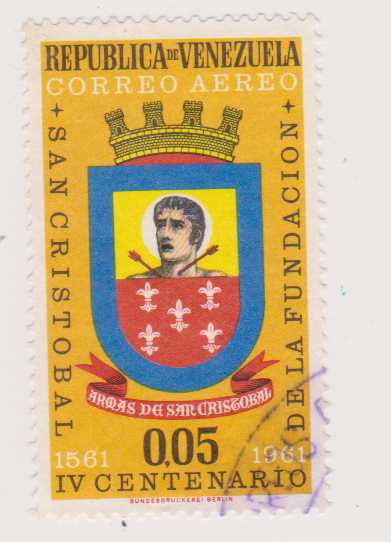 REPUBLICA DE VENEZUELA
CORREO AEREO
SAN CRISTOBAL
DE LA FUNDACION
ARMAS DE SAN CRISTOBAL
0,05
1561 1961
IV CENTENARIO
BUNDESDRUCKEREI BERLIN